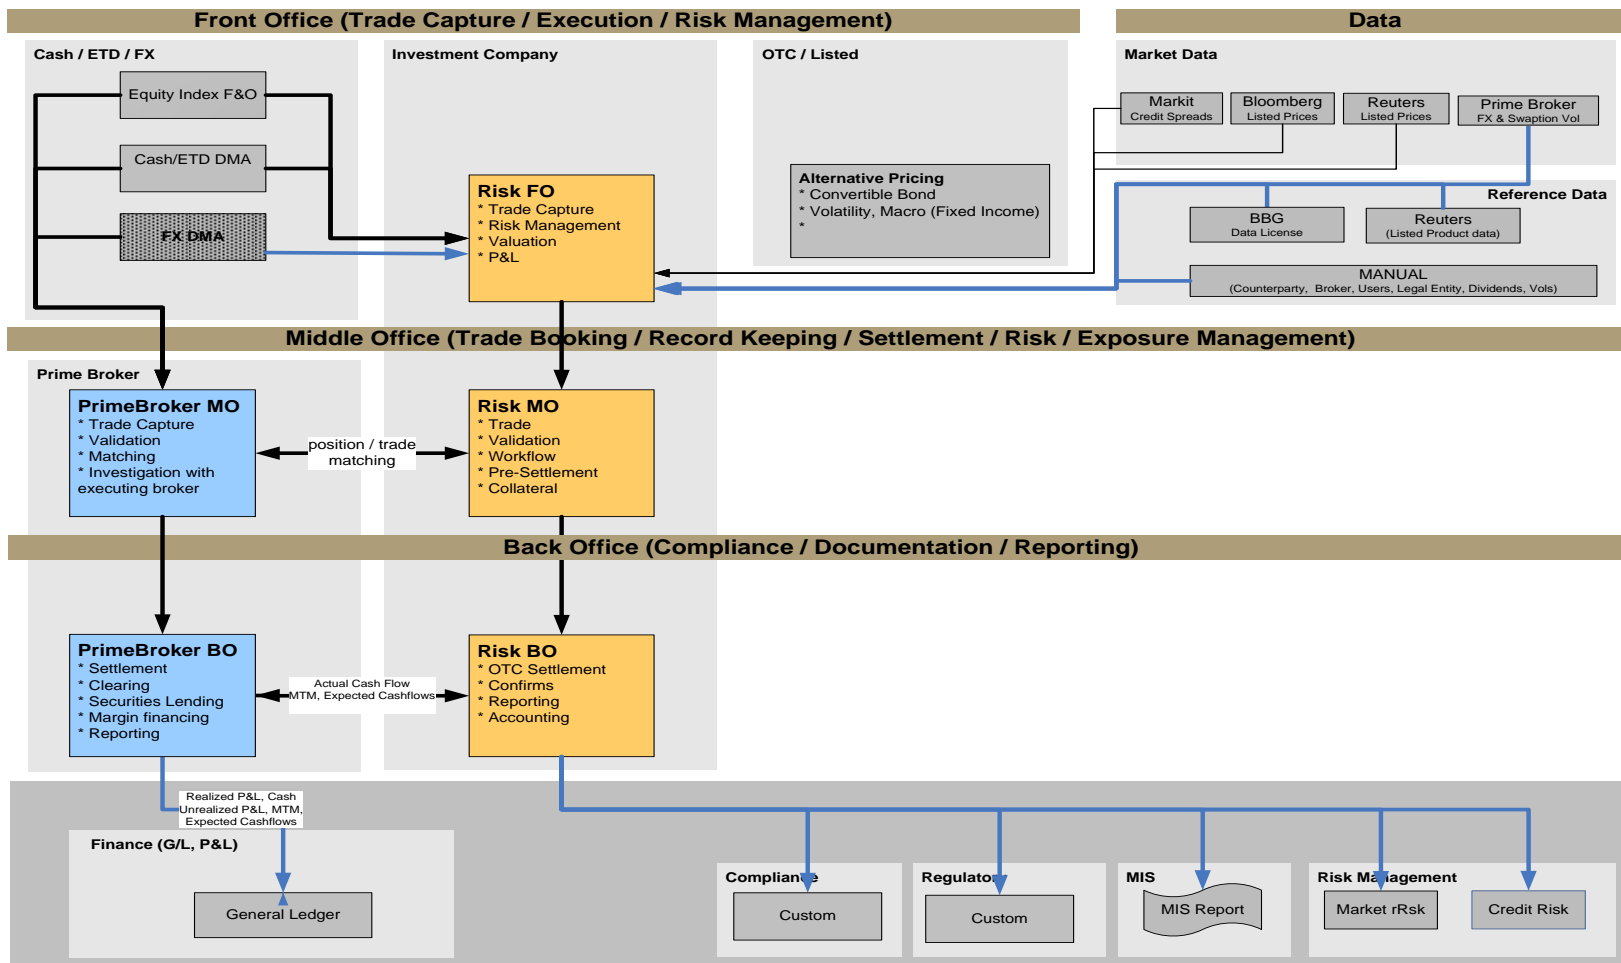 Front Office (Trade Capture / Execution / Risk Management)
Data
Cash / ETD / FX
Investment Company
OTC / Listed
Market Data
Equity Index F&O
Cash/ETD DMA
FX DMA
Risk FO
* Trade Capture
* Risk Management
* Valuation
* P&L
Alternative Pricing
* Convertible Bond
* Volatility, Macro (Fixed Income)
*
Markit
Credit Spreads
Bloomberg
Listed Prices
Reuters
Listed Prices
Prime Broker
FX & Swaption Vol
Reference Data
BBG
Data License
Reuters
(Listed Product data)
MANUAL
(Counterparty, Broker, Users, Legal Entity, Dividends, Vols)
Middle Office (Trade Booking / Record Keeping / Settlement / Risk / Exposure Management)
Prime Broker
PrimeBroker MO
* Trade Capture
* Validation
* Matching
* Investigation with
executing broker
position / trade
matching
Risk MO
* Trade
* Validation
* Workflow
* Pre-Settlement
* Collateral
Back Office (Compliance / Documentation / Reporting)
PrimeBroker BO
* Settlement
* Clearing
* Securities Lending
* Margin financing
* Reporting
Actual Cash Flow
MTM, Expected Cashflows
Risk BO
* OTC Settlement
* Confirms
* Reporting
* Accounting
Realized P&L, Cash
Unrealized P&L, MTM,
Expected Cashflows
Finance (G/L, P&L)
General Ledger
Compliance
Custom
Regulator
Custom
MIS
MIS Report
Risk Management
Market rRsk
Credit Risk